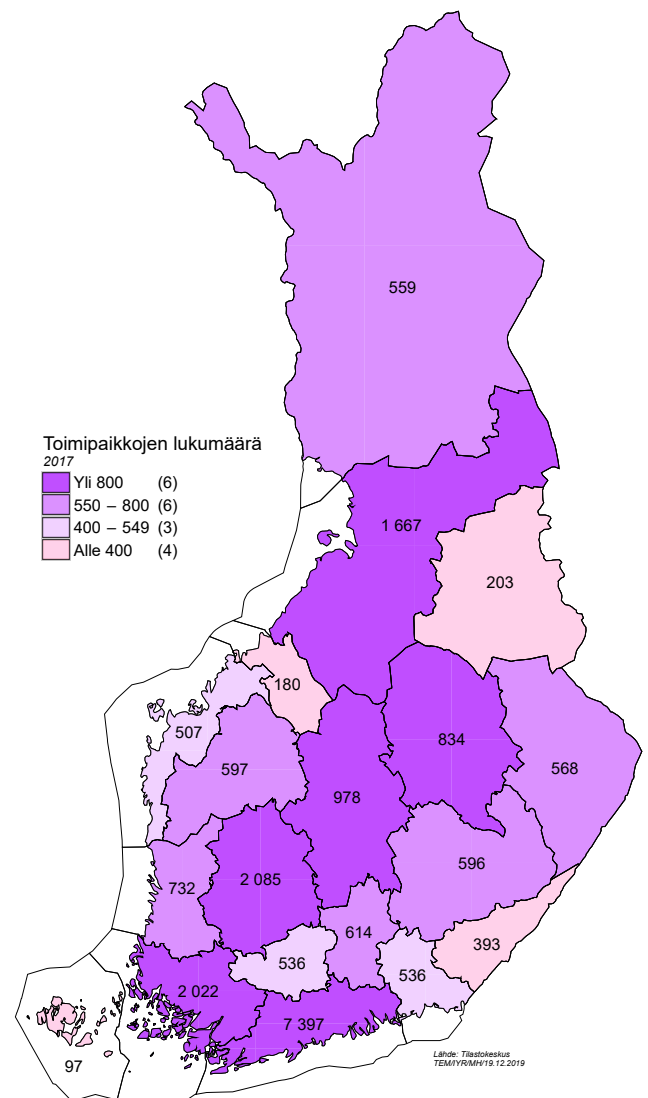 559
Toimipaikkojen lukumäärä
2017
Yli 800 (6)
550 – 800 (6)
400 – 549 (3)
Alle 400 (4)
1 667
203
180
507
834
597
568
978
596
2 085
732
614
393
536
536
2 022
7 397
97
Lähde: Tilastokeskus
TEM/IYR/MH/19.12.2019